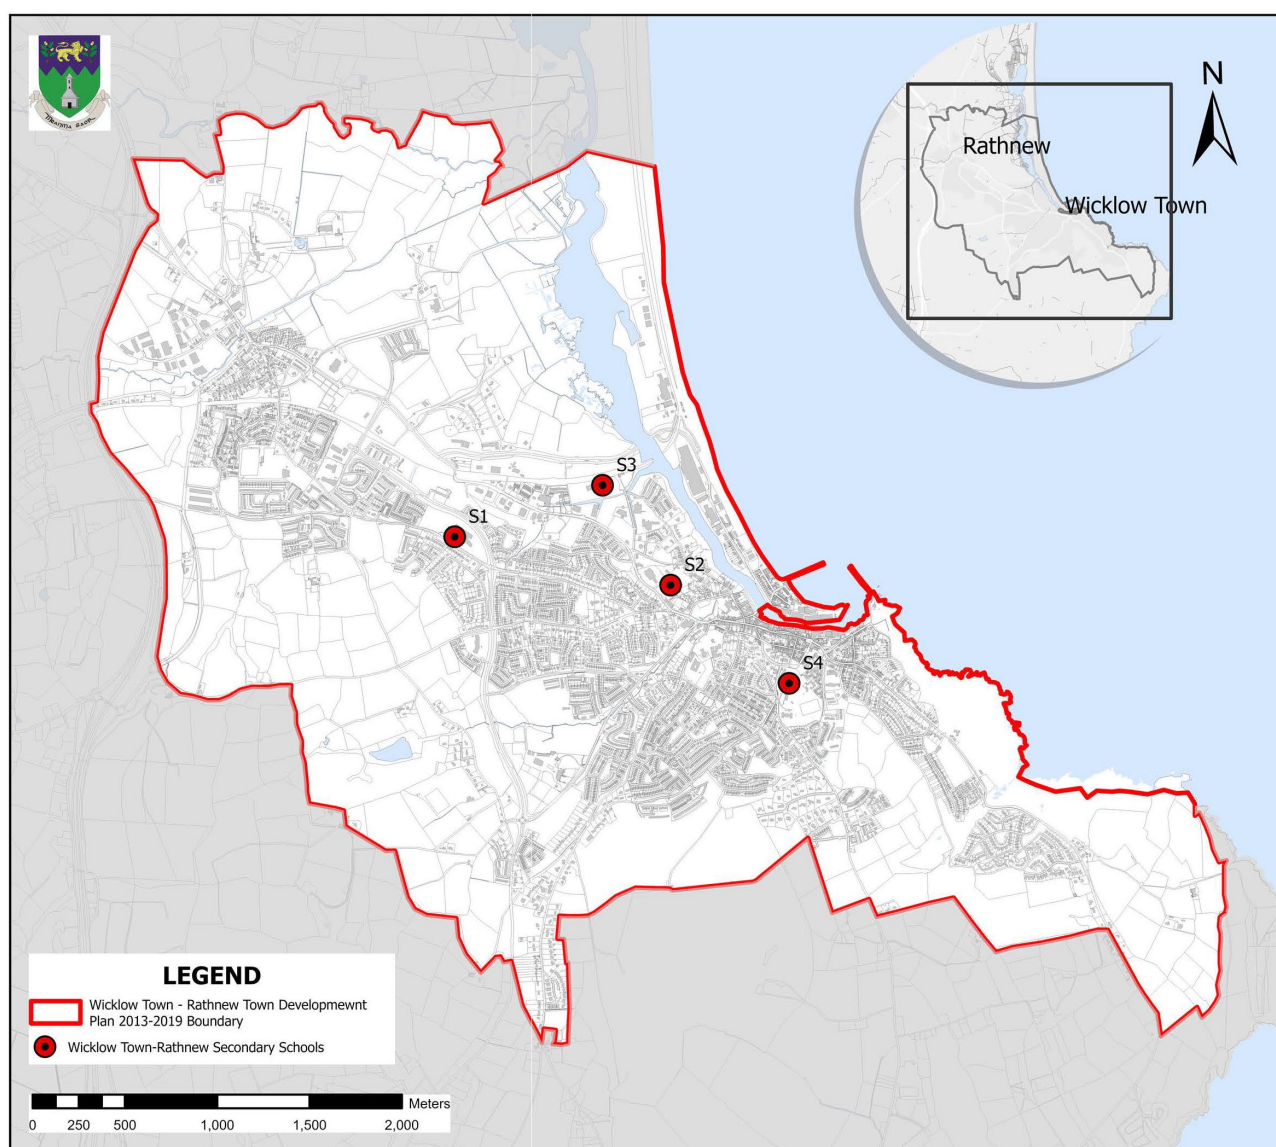 N
Rathnew
Wicklow Town
S3
S1
S2
S4
LEGEND
Wicklow Town - Rathnew Town Developmewnt
Plan 2013-2019 Boundary
Wicklow Town-Rathnew Secondary Schools
Meters
0 250 500 1,000 1,500 2,000